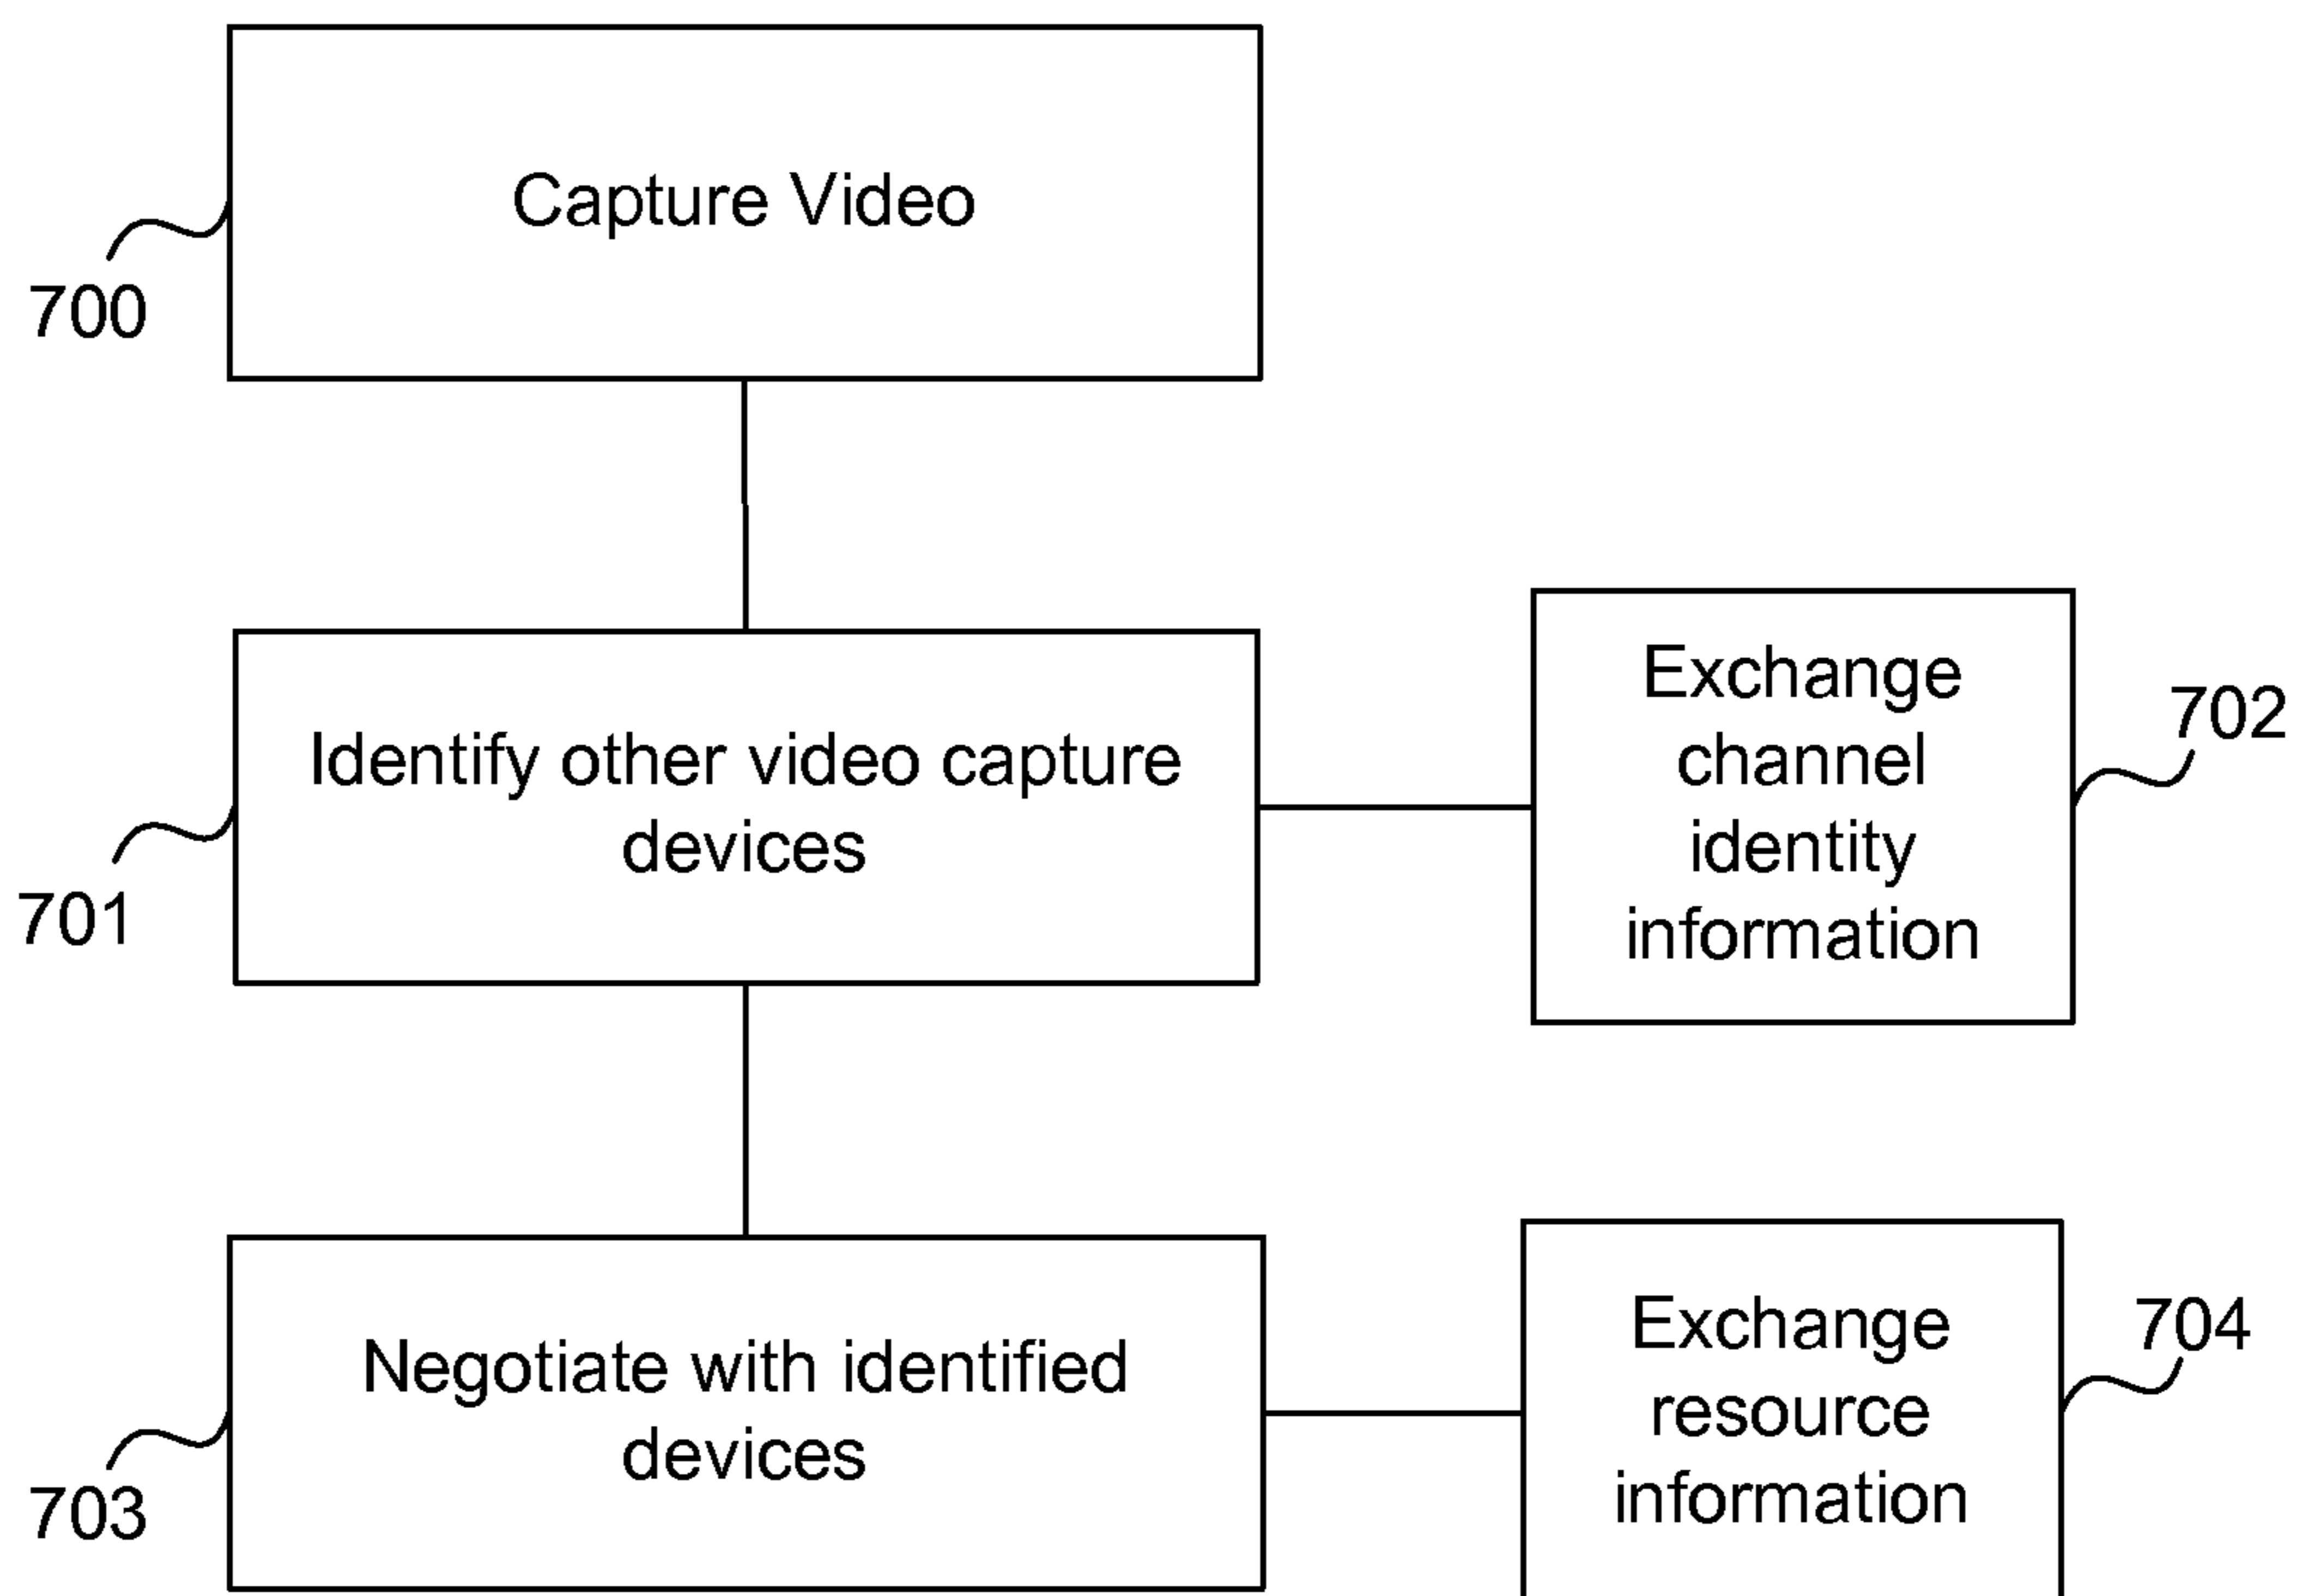 Capture Video
700
Identify other video capture
devices
701
Exchange
channel
identity
information
702
Negotiate with identified
devices
703
Exchange
resource
information
704